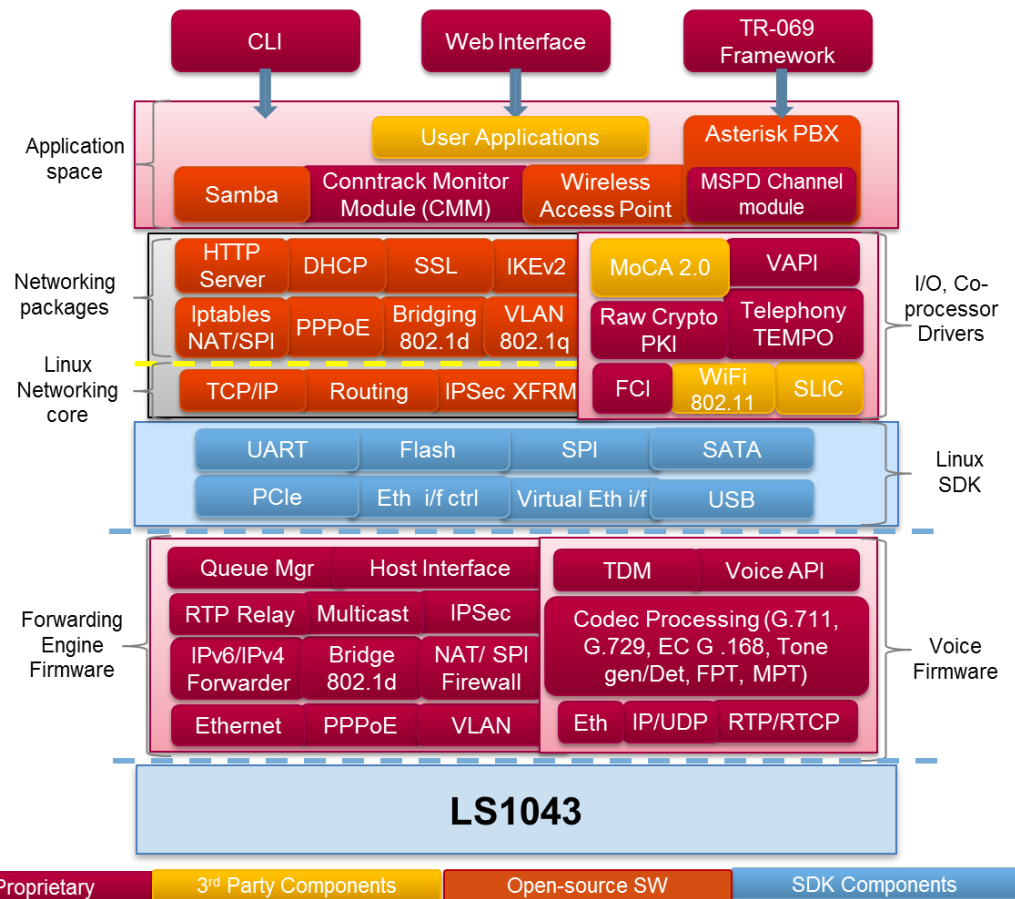 CLI
Web Interface
TR-069
Framework
Application
space
User Applications
Asterisk PBX
Samba
Conntrack Monitor
Module (CMM)
Wireless
Access Point
MSPD Channel
module
Networking
packages
HTTP
Server
DHCP
SSL
IKEv2
Iptables
NAT/SPI
PPPoE
Bridging
802.1d
VLAN
802.1q
MoCA 2.0
VAPI
Raw Crypto
PKI
Telephony
TEMPO
I/O, Co-
processor
Drivers
Linux
Networking
core
TCP/IP
Routing
IPSec XFRM
FCI
WiFi
802.11
SLIC
UART
Flash
SPI
SATA
PCIe
Eth i/f ctrl
Virtual Eth i/f
USB
Linux
SDK
Forwarding
Engine
Firmware
Queue Mgr
Host Interface
RTP Relay
Multicast
IPSec
IPv6/IPv4
Forwarder
Bridge
802.1d
NAT/ SPI
Firewall
Ethernet
PPPoE
VLAN
TDM
Voice API
Codec Processing (G.711,
G.729, EC G .168, Tone
gen/Det, FPT, MPT)
Eth
IP/UDP
RTP/RTCP
Voice
Firmware
LS1043
Proprietary
3rd Party Components
Open-source SW
SDK Components